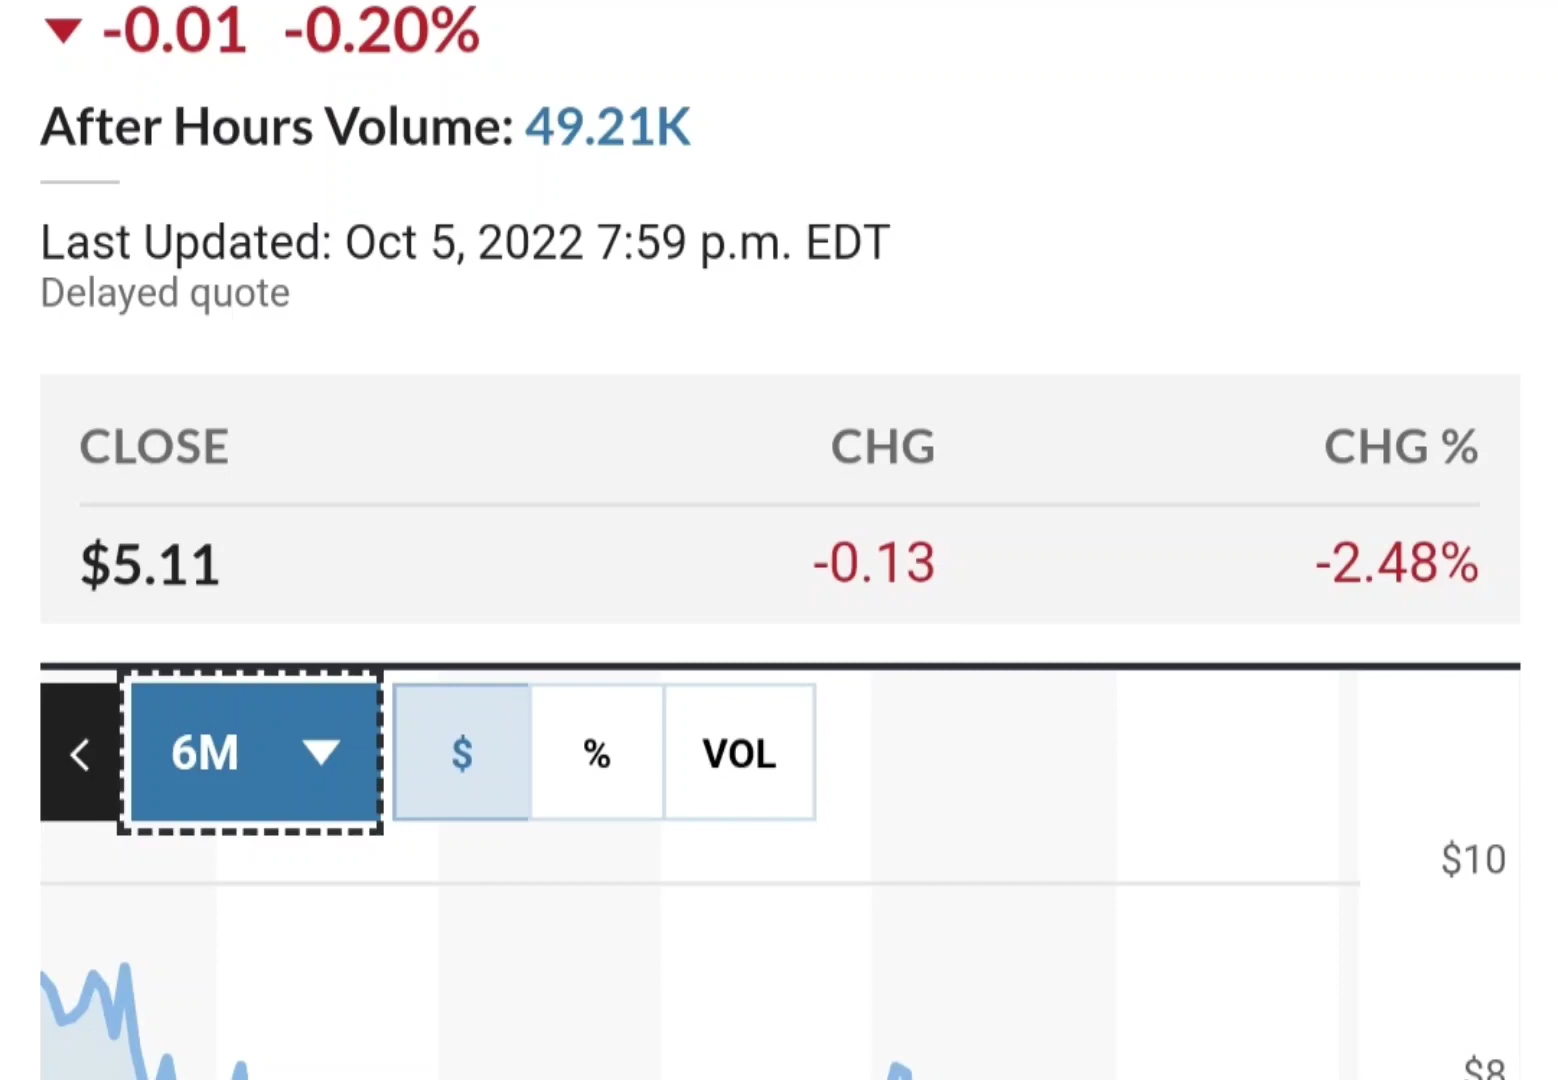 -0.01 -0.20%
After Hours Volume: 49.21K
Last Updated: Oct 5, 2022 7:59 p.m. EDT
Delayed quote
CLOSE CHG CHG %
$5.11 -0.13 -2.48%
6M $ % VOL
$10
$8